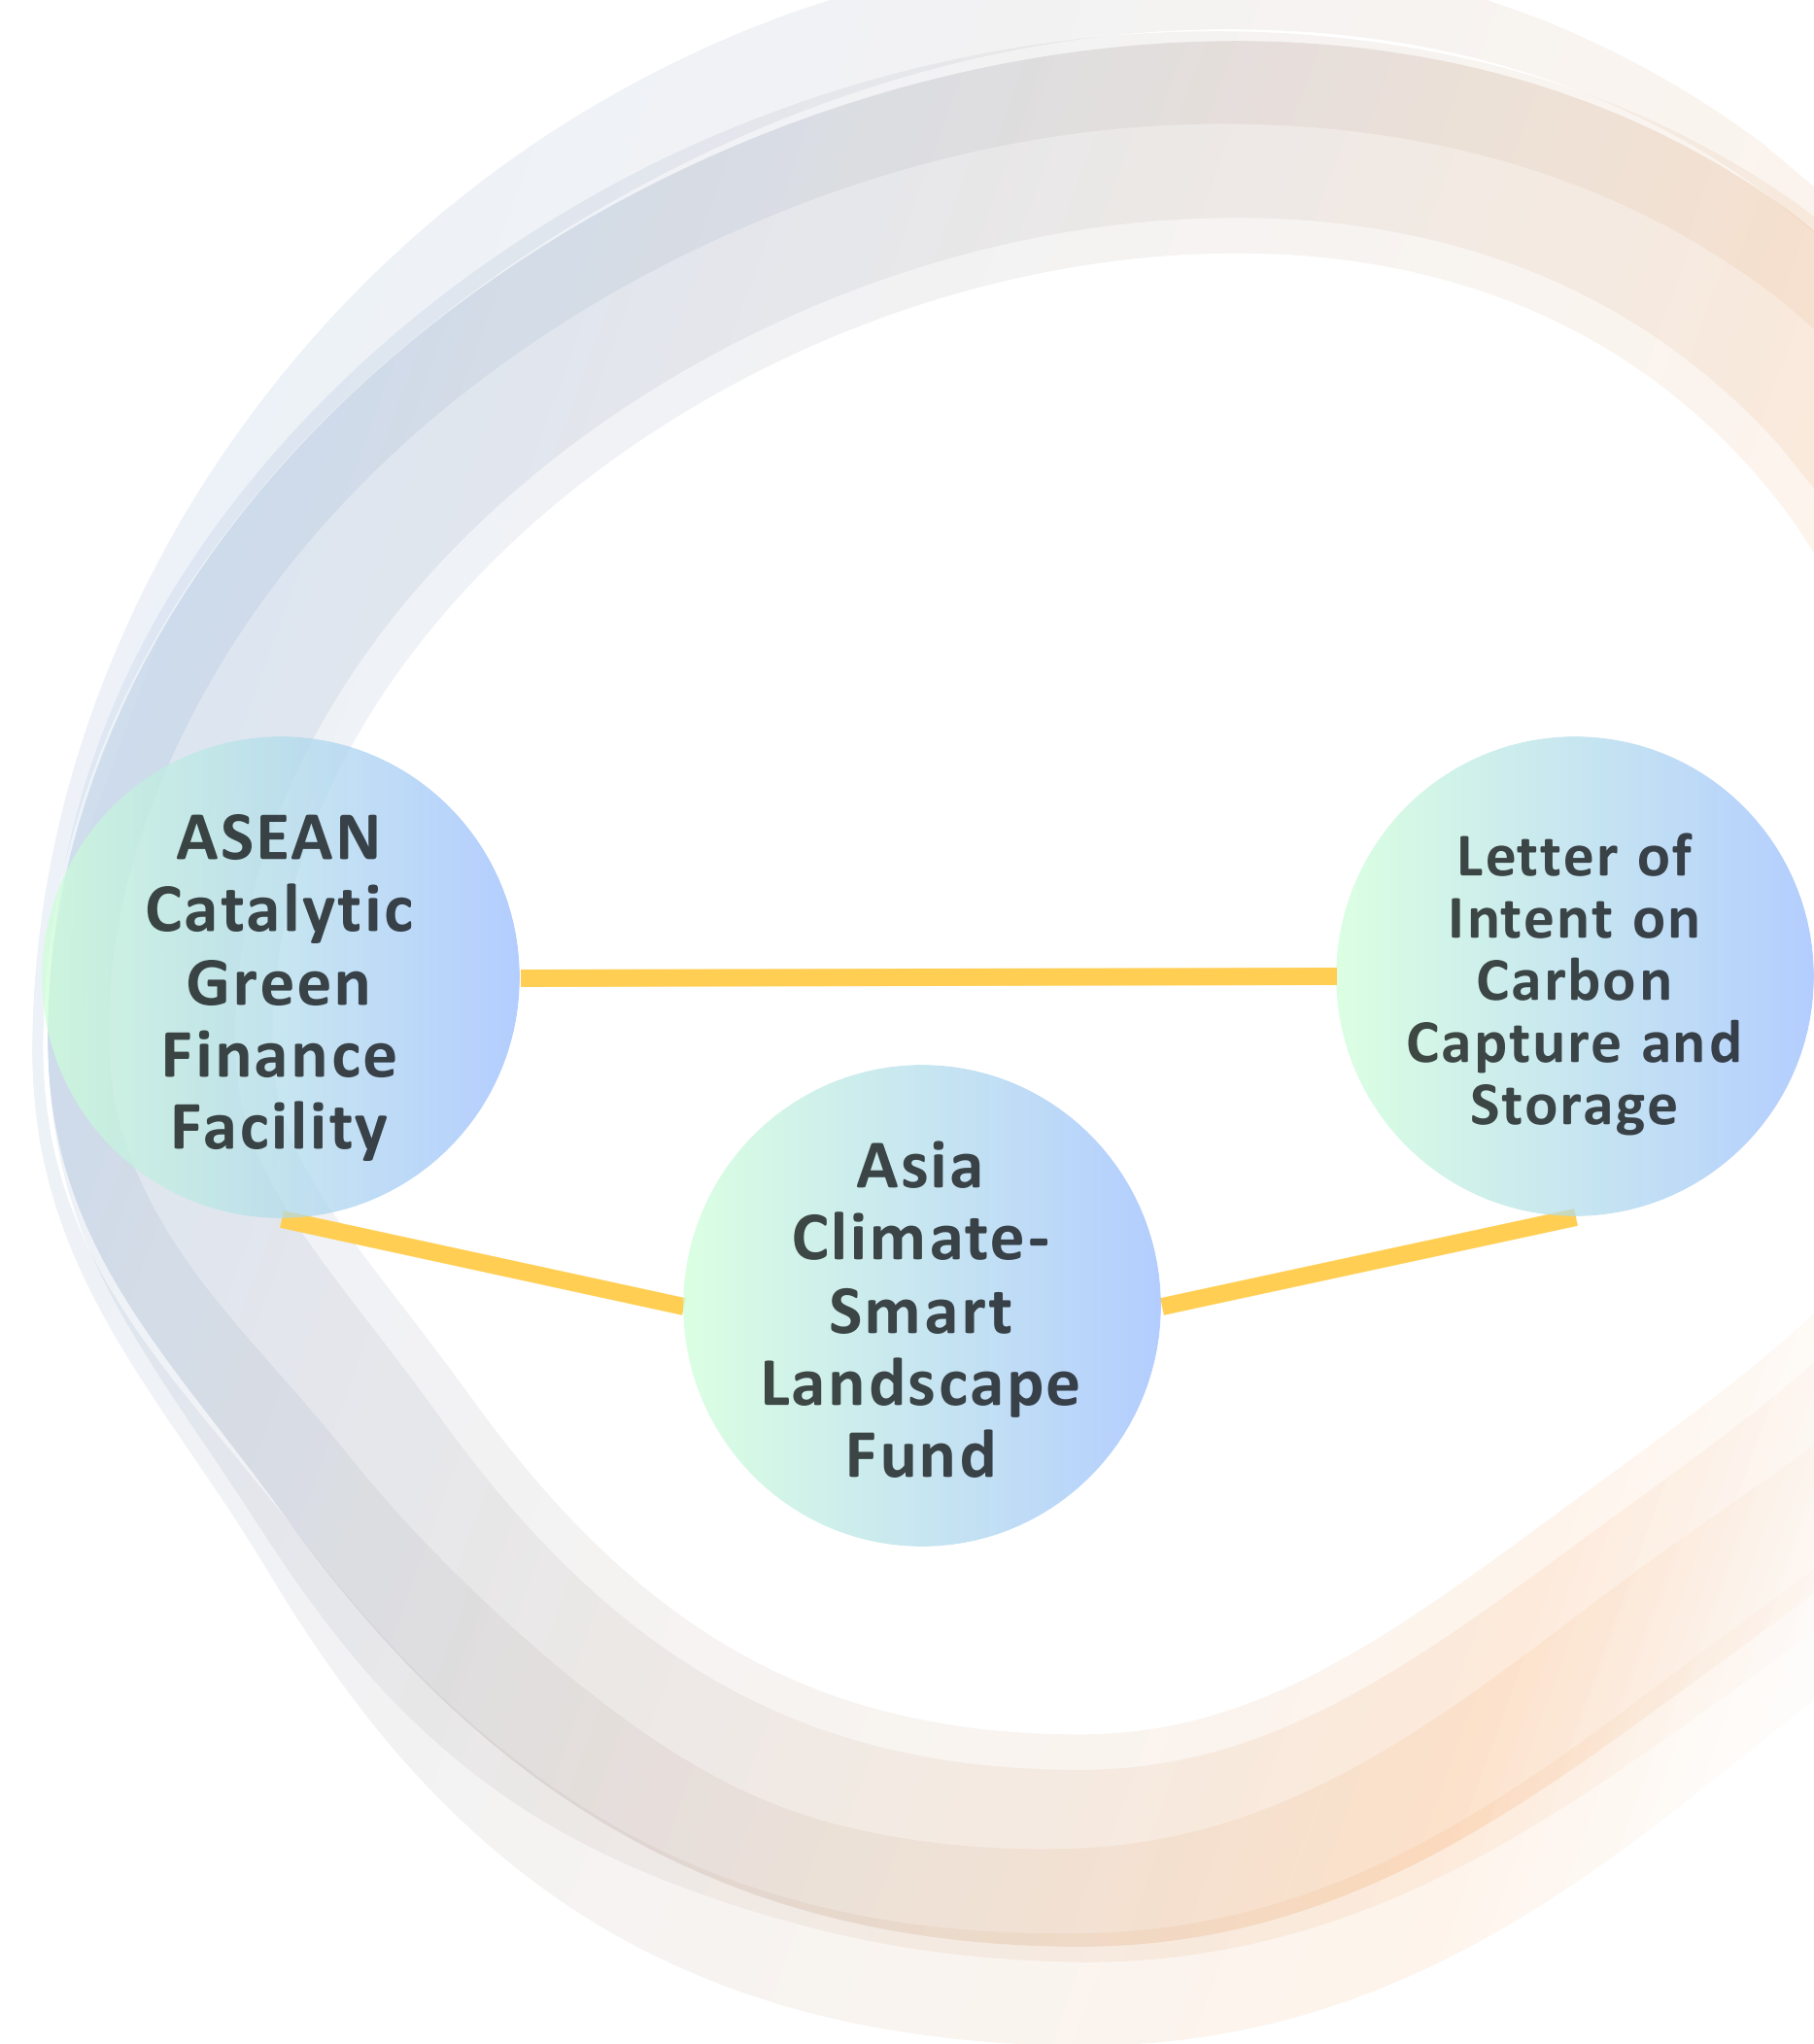 ASEAN
Catalytic
Green
Finance
Facility
Asia
Climate-
Smart
Landscape
Fund
Letter of
Intent on
Carbon
Capture and
Storage